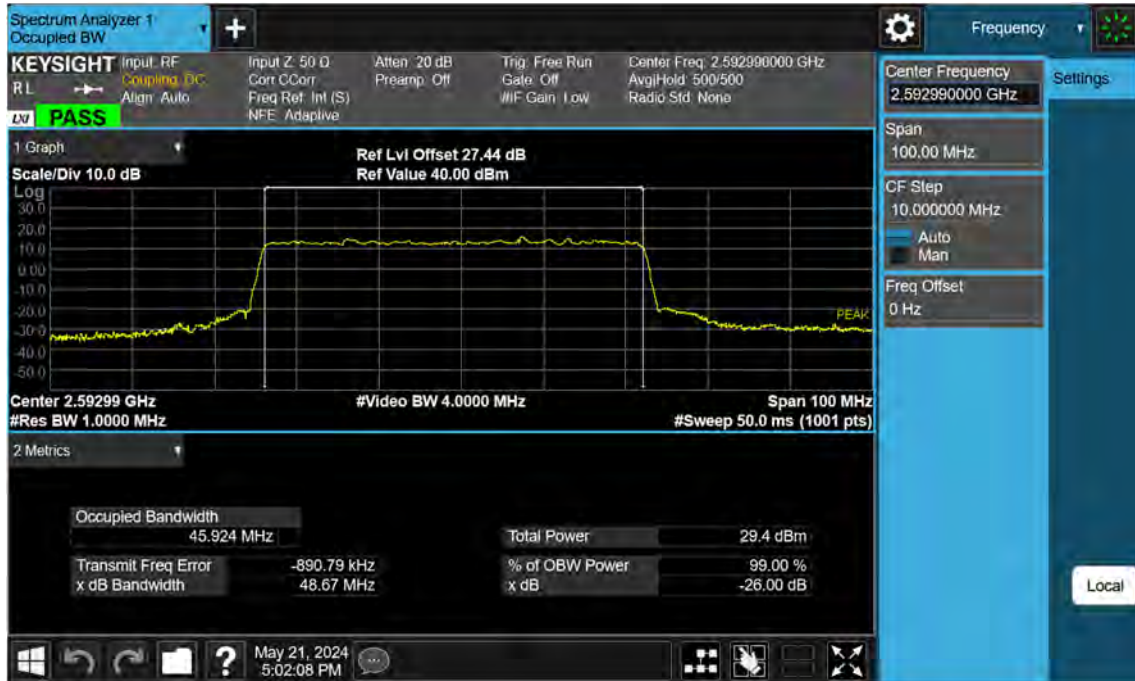 Spectrum Analyzer 1
Occupied BW
+
Frequency
KEYSIGHT
Input: RF
Coupling: DC
Align: Auto
Input Z: 50 Ω
Corr CCorr
Freq Ref: Int (S)
NFE: Adaptive
Atten: 20 dB
Preamp: Off
Trig: Free Run
Gate: Off
#IF Gain: Low
Center Freq: 2.592990000 GHz
Avg|Hold: 500/500
Radio Std: None
R L
LXI
PASS
Center Frequency
2.592990000 GHz
Settings
Span
100.00 MHz
CF Step
10.000000 MHz
Auto
Man
Freq Offset
0 Hz
Local
1 Graph
Scale/Div 10.0 dB
Ref Lvl Offset 27.44 dB
Ref Value 40.00 dBm
Log
30.0
20.0
10.0
0.00
-10.0
-20.0
-30.0
-40.0
-50.0
PEAK
Center 2.59299 GHz
#Video BW 4.0000 MHz
Span 100 MHz
#Res BW 1.0000 MHz
#Sweep 50.0 ms (1001 pts)
2 Metrics
Occupied Bandwidth
45.924 MHz
Total Power 29.4 dBm
Transmit Freq Error -890.79 kHz
% of OBW Power 99.00 %
x dB Bandwidth 48.67 MHz
x dB -26.00 dB
?
May 21, 2024
5:02:08 PM